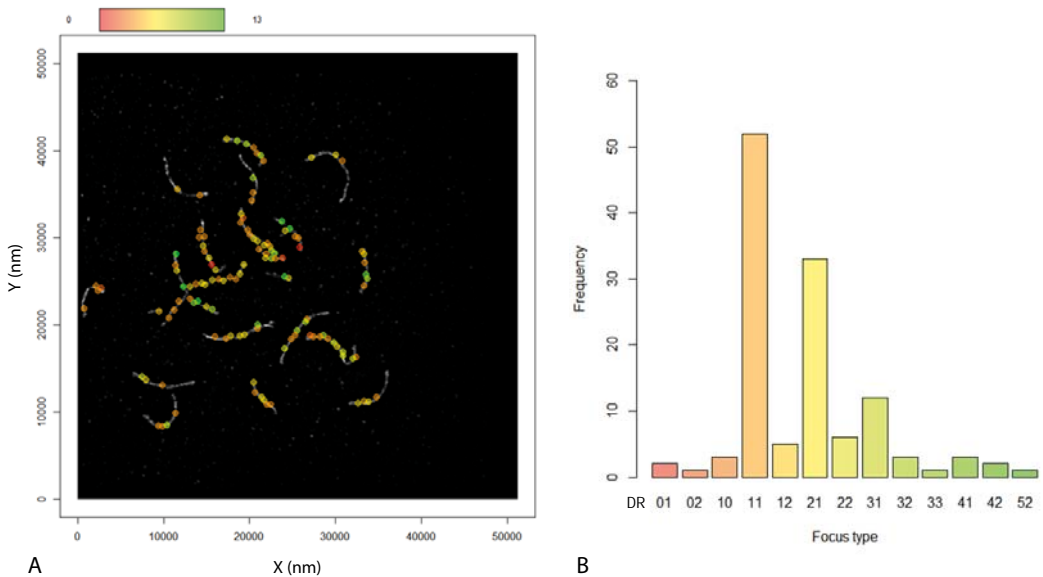 0 13
Y (nm)
50000
40000
30000
20000
10000
0
0 10000 20000 30000 40000 50000
X (nm)
A
Frequency
60
50
40
30
20
10
0
DR 01 02 10 11 12 21 22 31 32 33 41 42 52
Focus type
B